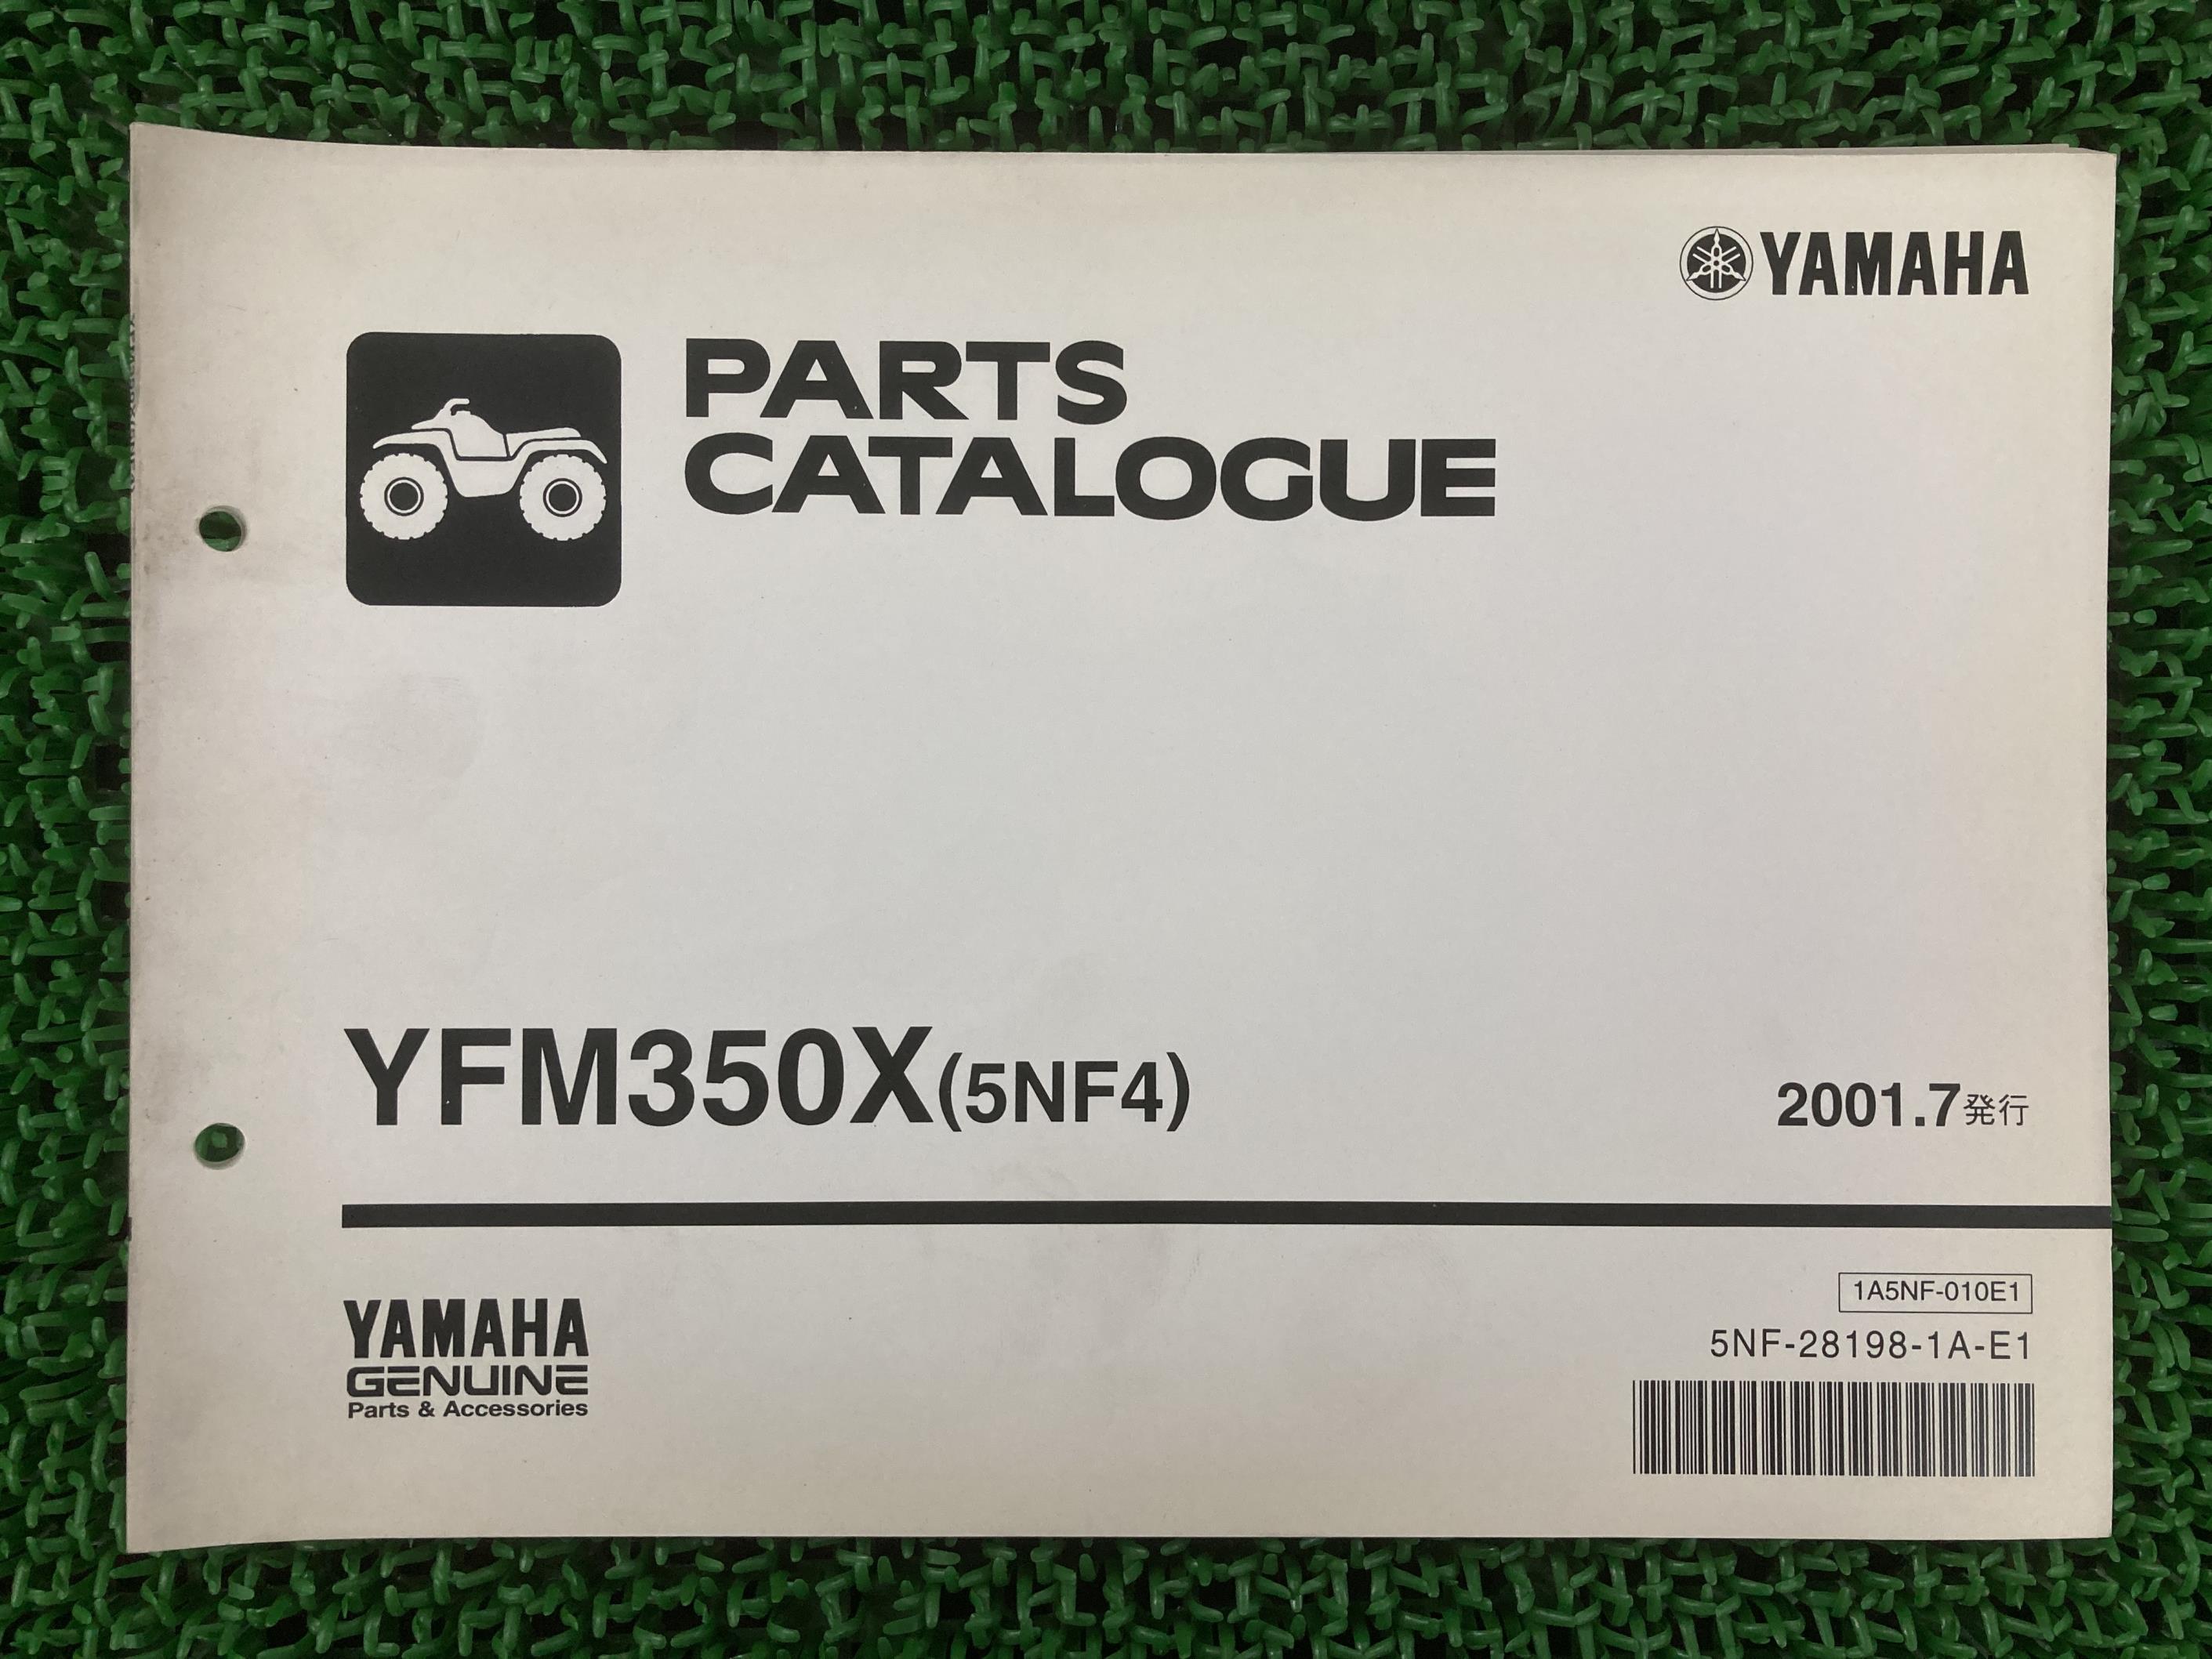 YAMAHA
PARTS
CATALOGUE
YFM350X(5NF4)
2001.7発行
YAMAHA
GENUINE
Parts & Accessories
1A5NF-010E1
5NF-28198-1A-E1